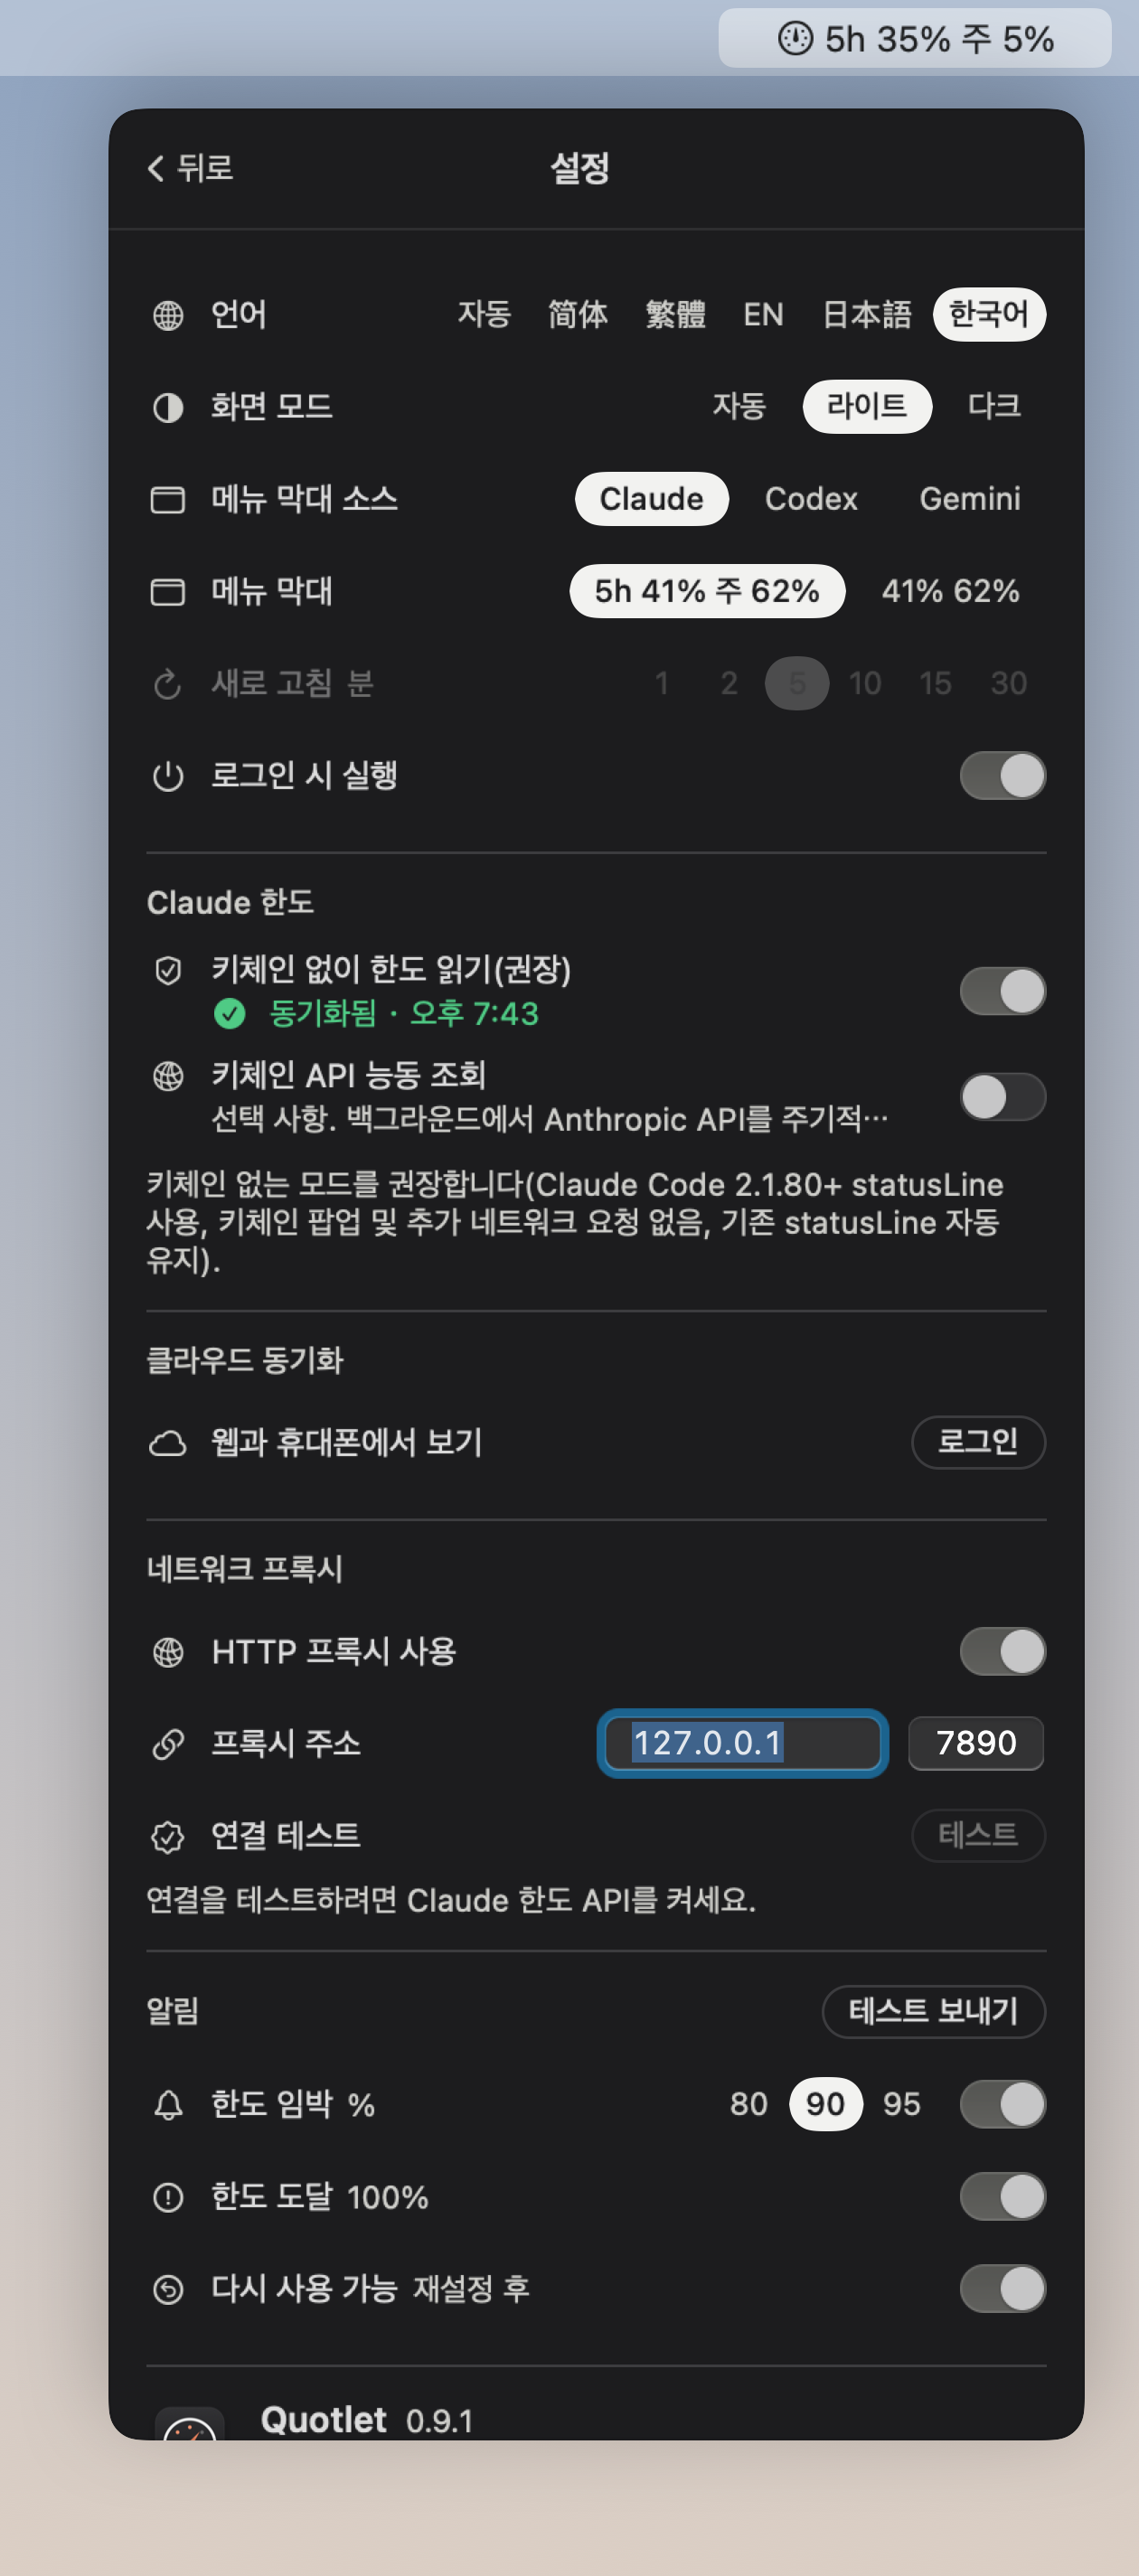 5h 35% 주 5%
뒤로 설정
언어 자동 简体 繁體 EN 日本語 한국어
화면 모드 자동 라이트 다크
메뉴 막대 소스 Claude Codex Gemini
메뉴 막대 5h 41% 주 62% 41% 62%
새로 고침 분 1 2 5 10 15 30
로그인 시 실행
Claude 한도
키체인 없이 한도 읽기(권장)
동기화됨 · 오후 7:43
키체인 API 능동 조회
선택 사항. 백그라운드에서 Anthropic API를 주기적…
키체인 없는 모드를 권장합니다(Claude Code 2.1.80+ statusLine
사용, 키체인 팝업 및 추가 네트워크 요청 없음, 기존 statusLine 자동
유지).
클라우드 동기화
웹과 휴대폰에서 보기 로그인
네트워크 프록시
HTTP 프록시 사용
프록시 주소 127.0.0.1 7890
연결 테스트 테스트
연결을 테스트하려면 Claude 한도 API를 켜세요.
알림 테스트 보내기
한도 임박 % 80 90 95
한도 도달 100%
다시 사용 가능 재설정 후
Quotlet 0.9.1